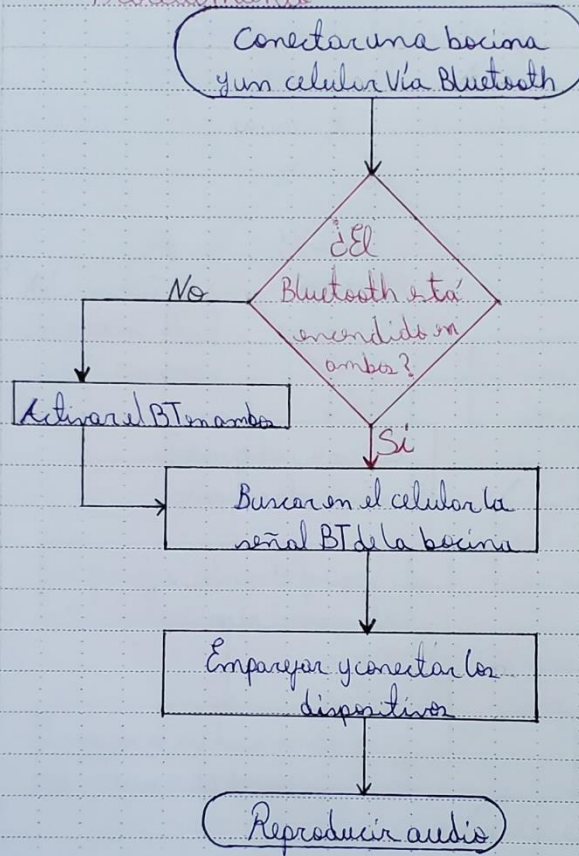 Conectar una bocina
y un celular Vía Bluetooth
¿El
Bluetooth está
encendido en
ambos?
No
Activar el BT en ambos
Sí
Buscar en el celular la
señal BT de la bocina
Emparejar y conectar los
dispositivos
Reproducir audio